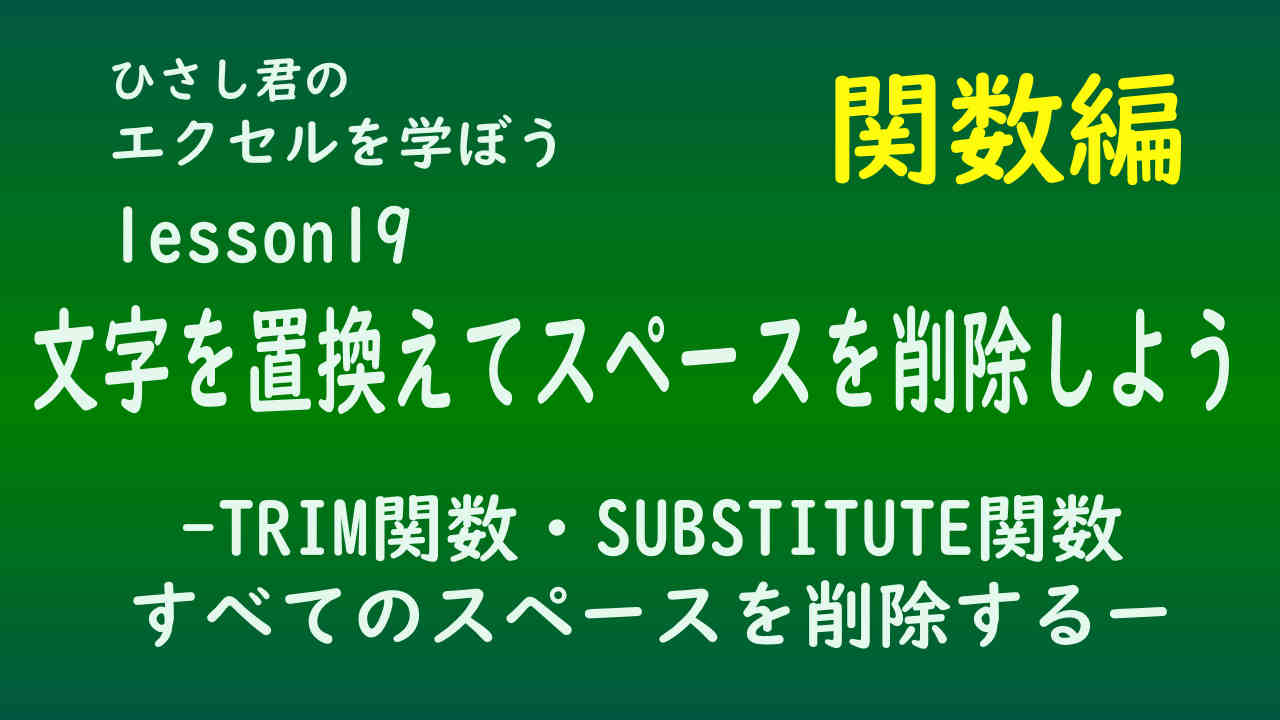 ひさし君の
エクセルを学ぼう
関数編
lesson19
文字を置換えてスペースを削除しよう
-TRIM関数・SUBSTITUTE関数
すべてのスペースを削除するー